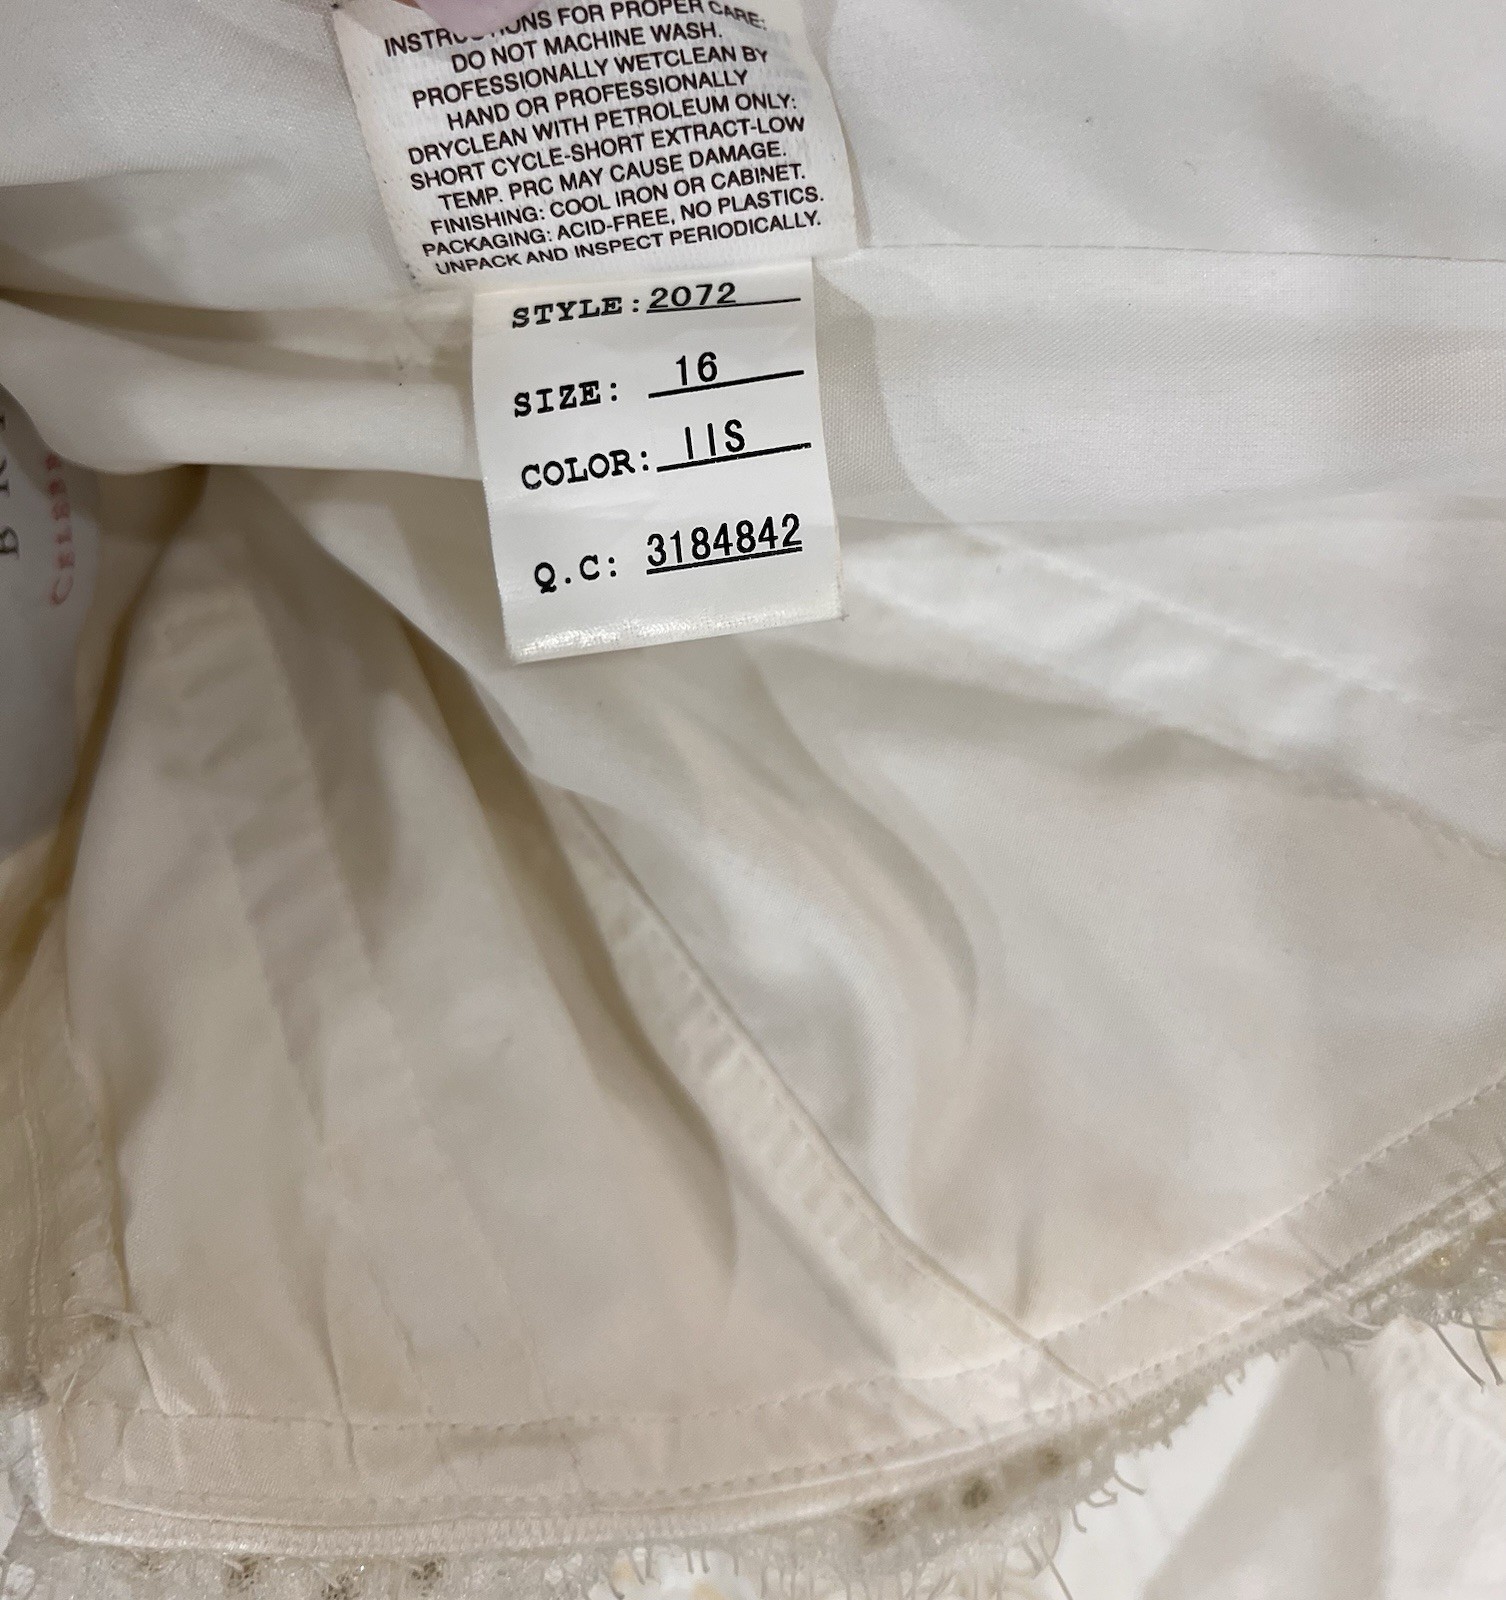 INSTRUCTIONS FOR PROPER CARE:
DO NOT MACHINE WASH.
PROFESSIONALLY WETCLEAN BY
HAND OR PROFESSIONALLY
DRYCLEAN WITH PETROLEUM ONLY:
SHORT CYCLE-SHORT EXTRACT-LOW
TEMP. PRC MAY CAUSE DAMAGE.
FINISHING: COOL IRON OR CABINET.
PACKAGING: ACID-FREE, NO PLASTICS.
UNPACK AND INSPECT PERIODICALLY.
STYLE: 2072
SIZE: 16
COLOR: IIS
Q.C: 3184842